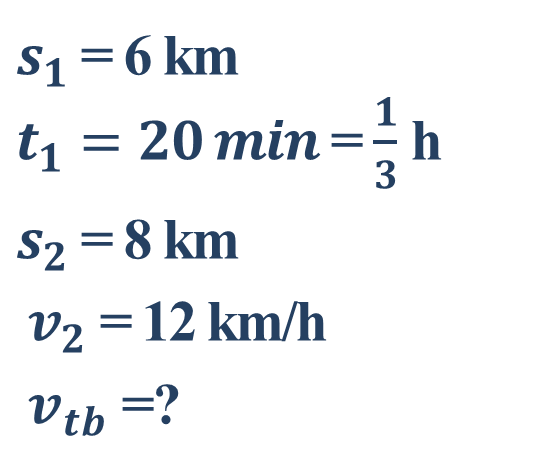 s₁ = 6 km
t₁ = 20 min = 1/3 h
s₂ = 8 km
v₂ = 12 km/h
v_tb = ?